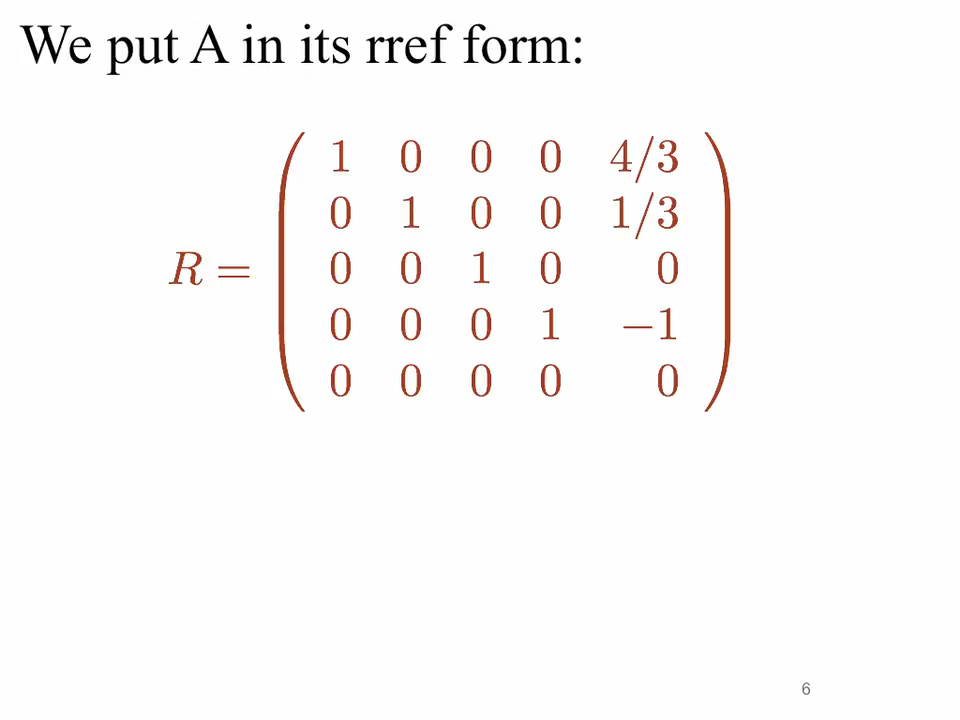 We put A in its rref form:
1 0 0 0 4/3
0 1 0 0 1/3
R = 0 0 1 0 0
0 0 0 1 −1
0 0 0 0 0
6